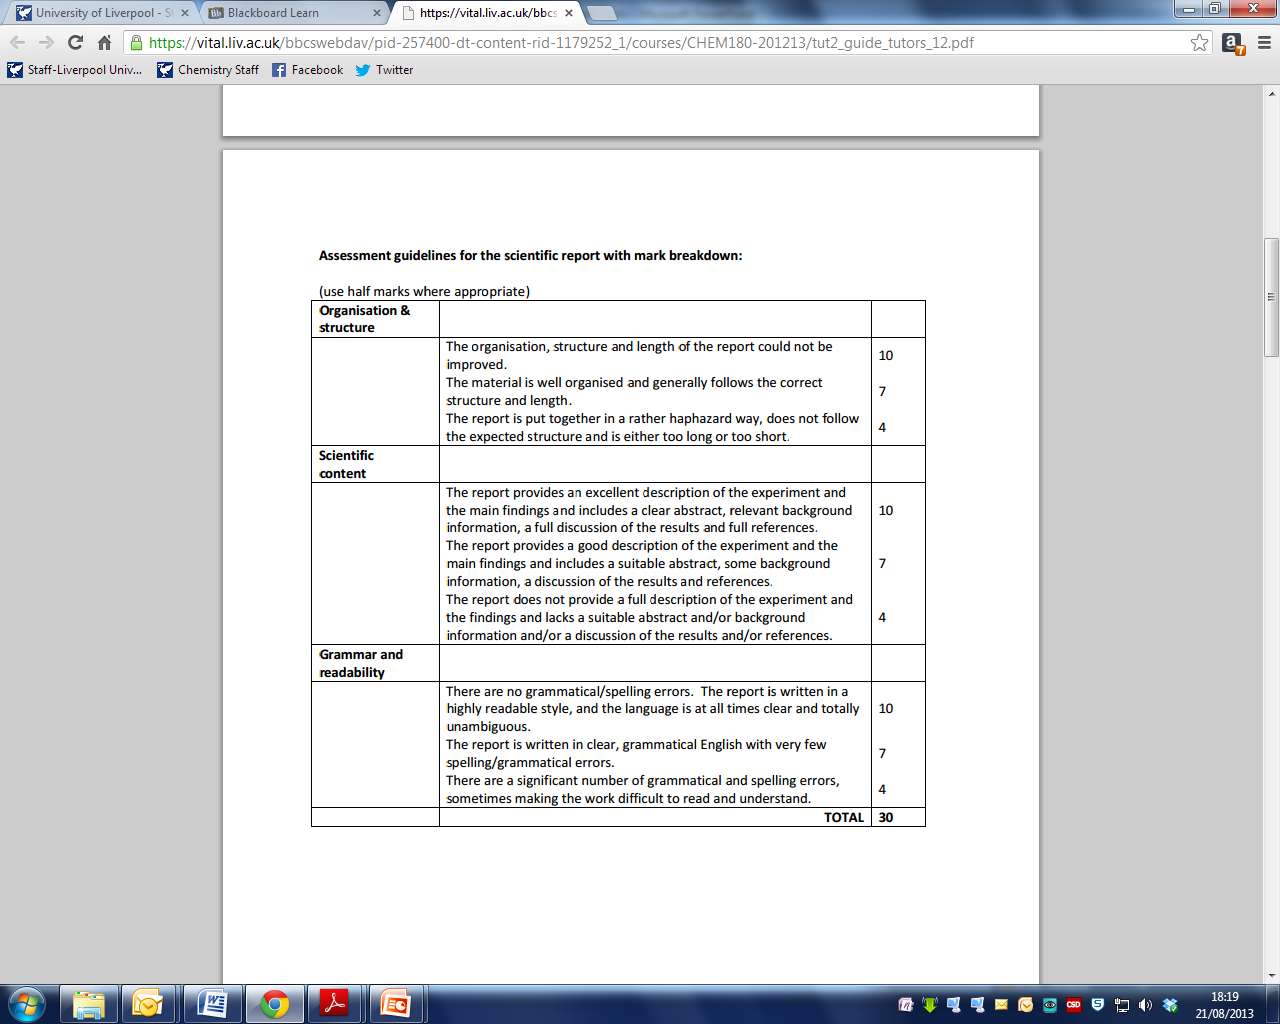 University of Liverpool - S
Blackboard Learn
https://vital.liv.ac.uk/bbcs
https://vital.liv.ac.uk/bbcswebdav/pid-257400-dt-content-rid-1179252_1/courses/CHEM180-201213/tut2_guide_tutors_12.pdf
Staff-Liverpool Univ... Chemistry Staff Facebook Twitter
Assessment guidelines for the scientific report with mark breakdown:
(use half marks where appropriate)
Organisation &
structure
The organisation, structure and length of the report could not be
improved.
10
The material is well organised and generally follows the correct
structure and length.
7
The report is put together in a rather haphazard way, does not follow
the expected structure and is either too long or too short.
4
Scientific
content
The report provides an excellent description of the experiment and
the main findings and includes a clear abstract, relevant background
information, a full discussion of the results and full references.
10
The report provides a good description of the experiment and the
main findings and includes a suitable abstract, some background
information, a discussion of the results and references.
7
The report does not provide a full description of the experiment and
the findings and lacks a suitable abstract and/or background
information and/or a discussion of the results and/or references.
4
Grammar and
readability
There are no grammatical/spelling errors. The report is written in a
highly readable style, and the language is at all times clear and totally
unambiguous.
10
The report is written in clear, grammatical English with very few
spelling/grammatical errors.
7
There are a significant number of grammatical and spelling errors,
sometimes making the work difficult to read and understand.
4
TOTAL 30
18:19
21/08/2013